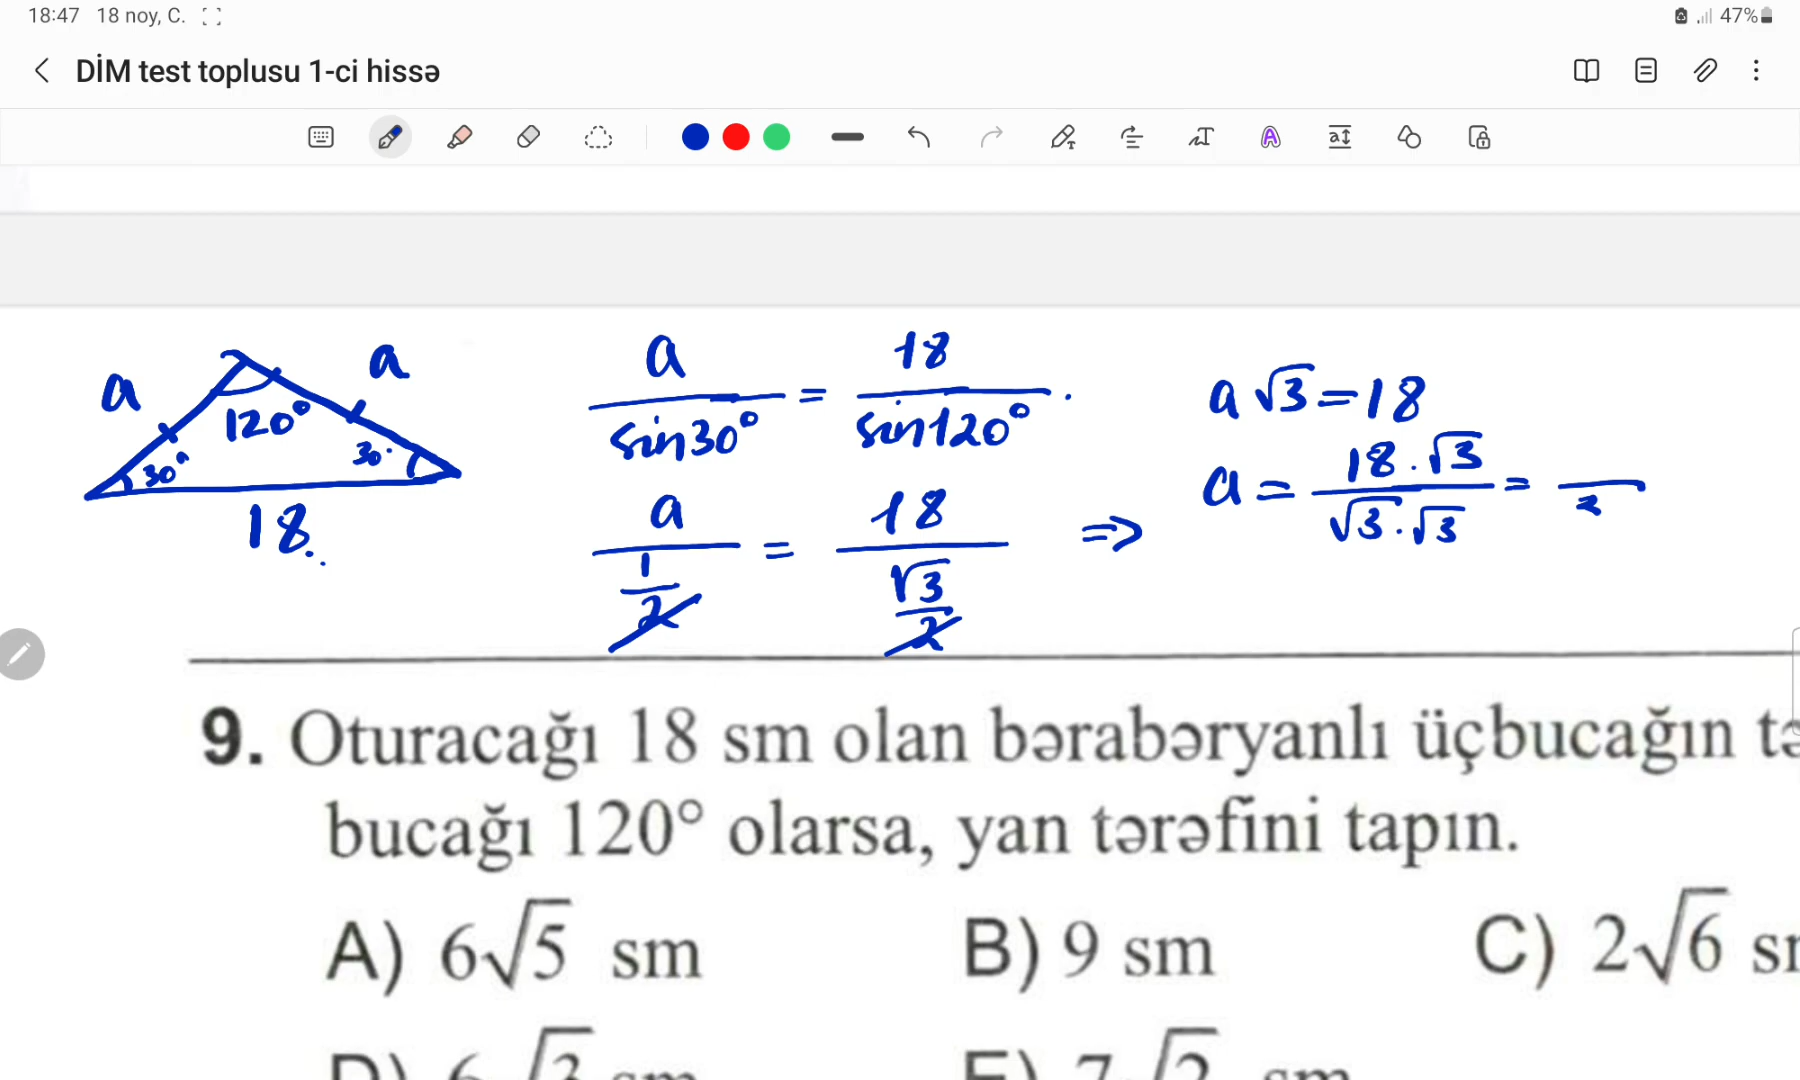 18:47 18 noy, C. 47%
DİM test toplusu 1-ci hissə
a a
120°
30° 30°
18.
a/sin30° = 18/sin120° .
a/(1/2) = 18/(√3/2) ⇒
a√3=18
a = (18.√3)/(√3.√3) = /3
9. Oturacağı 18 sm olan bərabəryanlı üçbucağın
bucağı 120° olarsa, yan tərəfini tapın.
A) 6√5 sm B) 9 sm C) 2√6